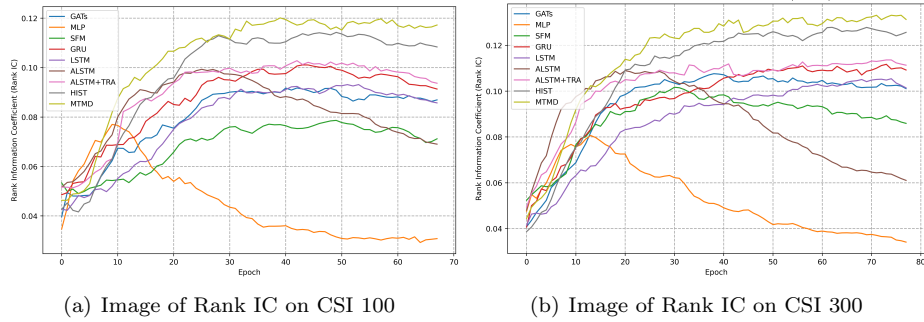 GATs
MLP
SFM
GRU
LSTM
ALSTM
ALSTM+TRA
HIST
MTMD
Rank Information Coefficient (Rank IC)
0.12
0.10
0.08
0.06
0.04
0 10 20 30 40 50 60 70
Epoch
(a) Image of Rank IC on CSI 100
GATs
MLP
SFM
GRU
LSTM
ALSTM
ALSTM+TRA
HIST
MTMD
Rank Information Coefficient (Rank IC)
0.12
0.10
0.08
0.06
0.04
0 10 20 30 40 50 60 70 80
Epoch
(b) Image of Rank IC on CSI 300